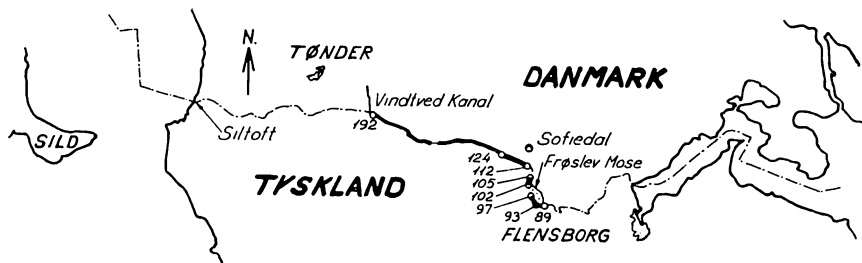 N.
TØNDER
DANMARK
Vindtved Kanal
192
SILD
Siltoft
Sofiedal
124
Frøslev Mose
112
105
TYSKLAND
102
97
93
89
FLENSBORG